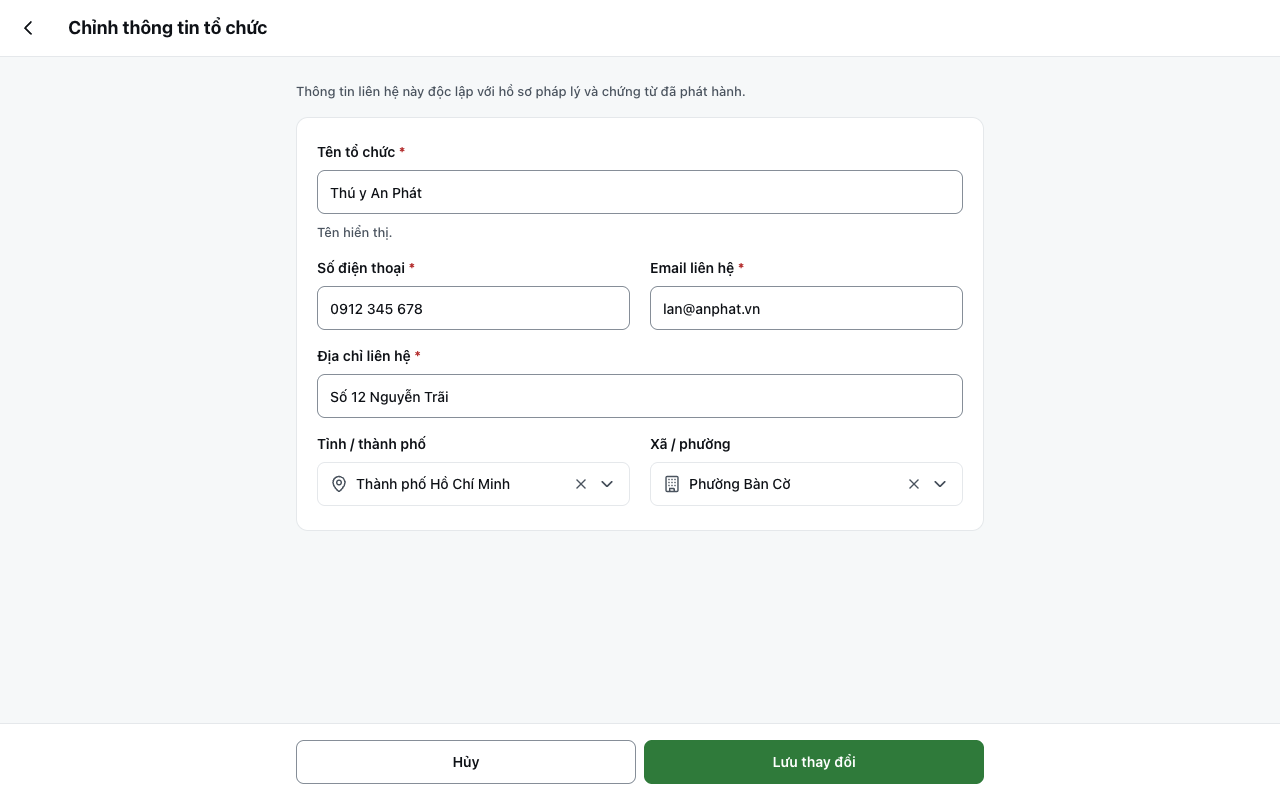 Chỉnh thông tin tổ chức
Thông tin liên hệ này độc lập với hồ sơ pháp lý và chứng từ đã phát hành.
Tên tổ chức *
Thú y An Phát
Tên hiển thị.
Số điện thoại *
Email liên hệ *
0912 345 678
lan@anphat.vn
Địa chỉ liên hệ *
Số 12 Nguyễn Trãi
Tỉnh / thành phố
Xã / phường
Thành phố Hồ Chí Minh
Phường Bàn Cờ
Hủy
Lưu thay đổi